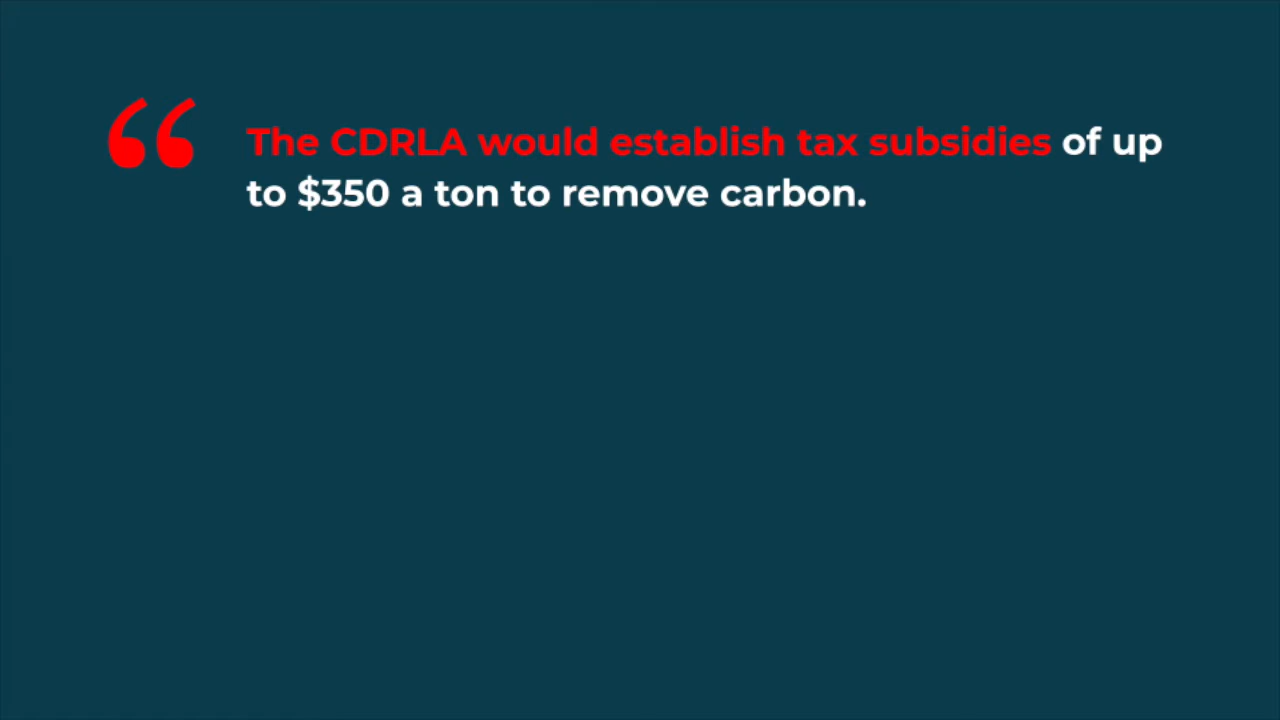 “ The CDRLA would establish tax subsidies of up
to $350 a ton to remove carbon.